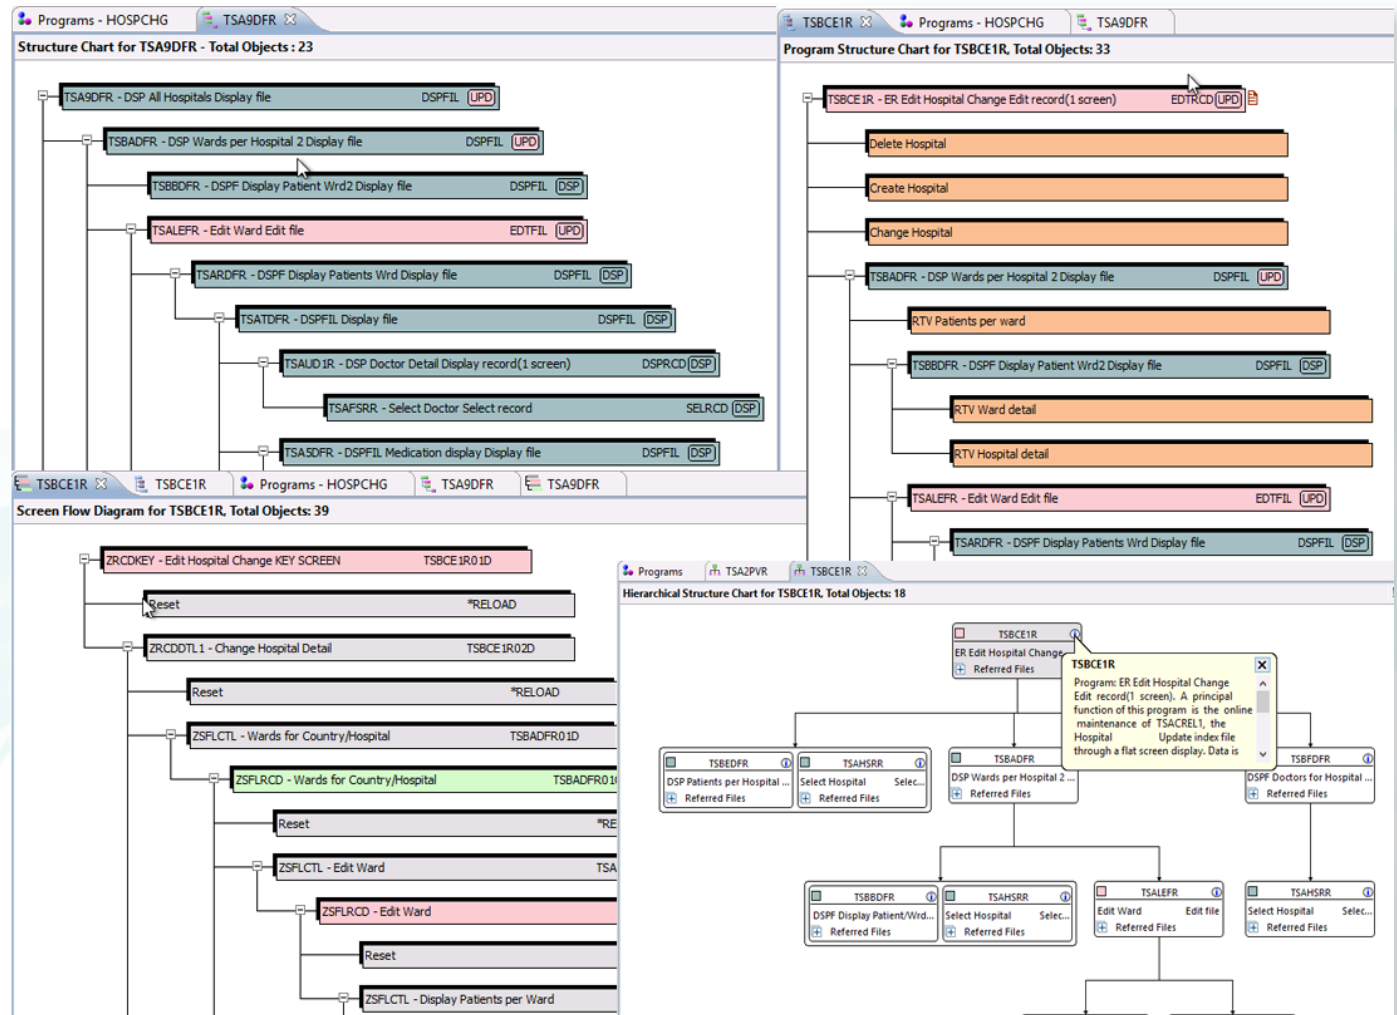 Programs - HOSPCHG
TSA9DFR
Structure Chart for TSA9DFR - Total Objects : 23
TSA9DFR - DSP All Hospitals Display file DSPFIL UPD
TSBADFR - DSP Wards per Hospital 2 Display file DSPFIL UPD
TSBBDFR - DSPF Display Patient Wrd2 Display file DSPFIL DSP
TSALEFR - Edit Ward Edit file EDTFIL UPD
TSARDFR - DSPF Display Patients Wrd Display file DSPFIL DSP
TSATDFR - DSPFIL Display file DSPFIL DSP
TSAUD1R - DSP Doctor Detail Display record(1 screen) DSPRCD DSP
TSAFSRR - Select Doctor Select record SELRCD DSP
TSA5DFR - DSPFIL Medication display Display file DSPFIL DSP
TSBCE1R
Programs - HOSPCHG
TSA9DFR
Program Structure Chart for TSBCE1R, Total Objects: 33
TSBCE1R - ER Edit Hospital Change Edit record(1 screen) EDTRCD UPD
Delete Hospital
Create Hospital
Change Hospital
TSBADFR - DSP Wards per Hospital 2 Display file DSPFIL UPD
RTV Patients per ward
TSBBDFR - DSPF Display Patient Wrd2 Display file DSPFIL DSP
RTV Ward detail
RTV Hospital detail
TSALEFR - Edit Ward Edit file EDTFIL UPD
TSARDFR - DSPF Display Patients Wrd Display file DSPFIL DSP
TSBCE1R
TSBCE1R
Programs - HOSPCHG
TSA9DFR
TSA9DFR
Screen Flow Diagram for TSBCE1R, Total Objects: 39
ZRCDKEY - Edit Hospital Change KEY SCREEN TSBCE1R01D
Reset *RELOAD
ZRCDDTL1 - Change Hospital Detail TSBCE1R02D
Reset *RELOAD
ZSFLCTL - Wards for Country/Hospital TSBADFR01D
ZSFLRCD - Wards for Country/Hospital TSBADFR01
Reset *RE
ZSFLCTL - Edit Ward TSA
ZSFLRCD - Edit Ward
Reset
ZSFLCTL - Display Patients per Ward
Programs
TSA2PVR
TSBCE1R
Hierarchical Structure Chart for TSBCE1R, Total Objects: 18
TSBCE1R
ER Edit Hospital Change
Referred Files
TSBCE1R
Program: ER Edit Hospital Change
Edit record(1 screen). A principal
function of this program is the online
maintenance of TSACREL1, the
Hospital Update index file
through a flat screen display. Data is
TSBEDFR
DSP Patients per Hospital ...
Referred Files
TSAHSRR
Select Hospital Selec...
Referred Files
TSBADFR
DSP Wards per Hospital 2 ...
Referred Files
TSBFDFR
DSPF Doctors for Hospital ...
Referred Files
TSBBDFR
DSPF Display Patient/Wrd...
Referred Files
TSAHSRR
Select Hospital Selec...
Referred Files
TSALEFR
Edit Ward Edit file
Referred Files
TSAHSRR
Select Hospital Selec...
Referred Files